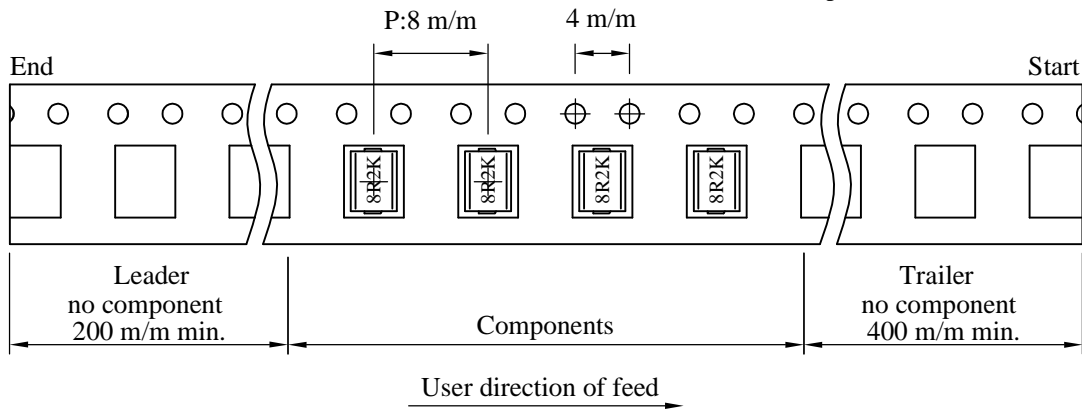 P:8 m/m
4 m/m
End
Start
8R2K
8R2K
8R2K
8R2K
Leader
no component
200 m/m min.
Components
Trailer
no component
400 m/m min.
User direction of feed